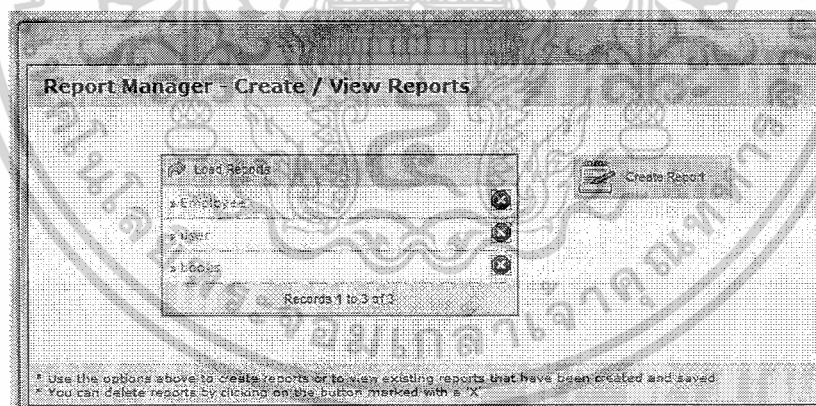 Report Manager - Create / View Reports
Load Reports
Create Report
» Employee
» user
» books
Records 1 to 3 of 3
* Use the options above to create reports or to view existing reports that have been created and saved
* You can delete reports by clicking on the button marked with a 'X'